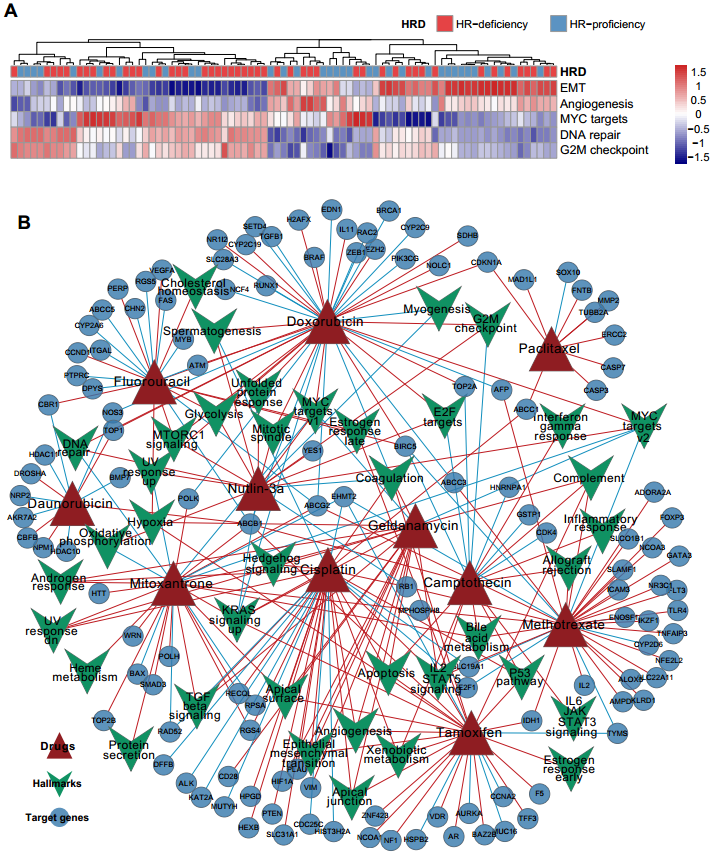 A
HRD HR-deficiency HR-proficiency
HRD
EMT
Angiogenesis
MYC targets
DNA repair
G2M checkpoint
1.5
1
0.5
0
-0.5
-1
-1.5
B
EDN1
BRCA1
H2AFX
SETD4
TGFB1
IL11
RAC2
CYP2C9
NR1I2
CYP2C19
ZEB1
EZH2
SDHB
SLC28A3
BRAF
PIK3CG
NOLC1
CDKN1A
VEGFA
RGS5
Cholesterol
homeostasis
NCF4
RUNX1
MAD1L1
SOX10
PERP
FAS
FNTB
MMP2
ABCC5
CHN2
Myogenesis
G2M
checkpoint
TUBB2A
CYP2A6
Spermatogenesis
Doxorubicin
ERCC2
MYB
CCND1
ITGAL
Paclitaxel
ATM
CASP7
PTPRC
DPYS
Fluorouracil
Unfolded
protein
response
TOP2A
AFP
CASP3
CBR1
NOS3
Glycolysis
MYC
targets
v1
E2F
targets
ABCC1
interferon
gamma
response
MYC
targets
v2
TOP1
MTORC1
signaling
Mitotic
spindle
Estrogen
response
late
DNA
repair
HDAC1
YES1
BIRC5
DROSHA
BMP7
UV
response
up
Coagulation
ABCC3
Complement
NRP2
Nutlin-3a
HNRNPA1
ADORA2A
Daunorubicin
POLK
ABCG2
EHMT2
AKR7A2
GSTP1
Inflammatory
response
FOXP3
CBFB
NPM1
HDAC10
Oxidative
phosphorylation
Hypoxia
ABCB1
Geldanamycin
CDK4
SLCO1B1
NCOA3
GATA3
Androgen
response
Hedgehog
signaling
Cisplatin
Allograft
rejection
SLAMF1
HTT
Mitoxantrone
RB1
Camptothecin
ICAM3
NR3C1
FLT3
UV
response
dn
KRAS
signaling
up
MPHOSPH8
Methotrexate
ENOSF1
IKZF1
TLR4
TNFAIP3
WRN
Bile
acid
metabolism
CYP2D6
NFE2L2
Heme
metabolism
POLH
BAX
SMAD3
Apoptosis
IL2
STAT5
signaling
SLC19A1
E2F1
P53
pathway
IL2
ALOX5
SLC22A11
TGF
beta
signaling
RECQL
Apical
surface
RPSA
IL6
JAK
STAT3
signaling
KLRD1
TOP2B
RAD52
RGS4
Angiogenesis
Tamoxifen
IDH1
TYMS
Drugs
Protein
secretion
DFFB
Epithellal
mesenchymal
transition
Xenobiotic
metabolism
Estrogen
response
early
Hallmarks
ALK
CD28
HIF1A
PLAU
VIM
Apical
junction
KAT2A
MUTYH
HPGD
CCNA2
F5
Target genes
PTEN
CDC25C
ZNF423
VDR
AURKA
TFF3
HEXB
SLC31A1
HIST3H2A
NCOA1
NF1
HSPB2
AR
BAZ2B
MUC16